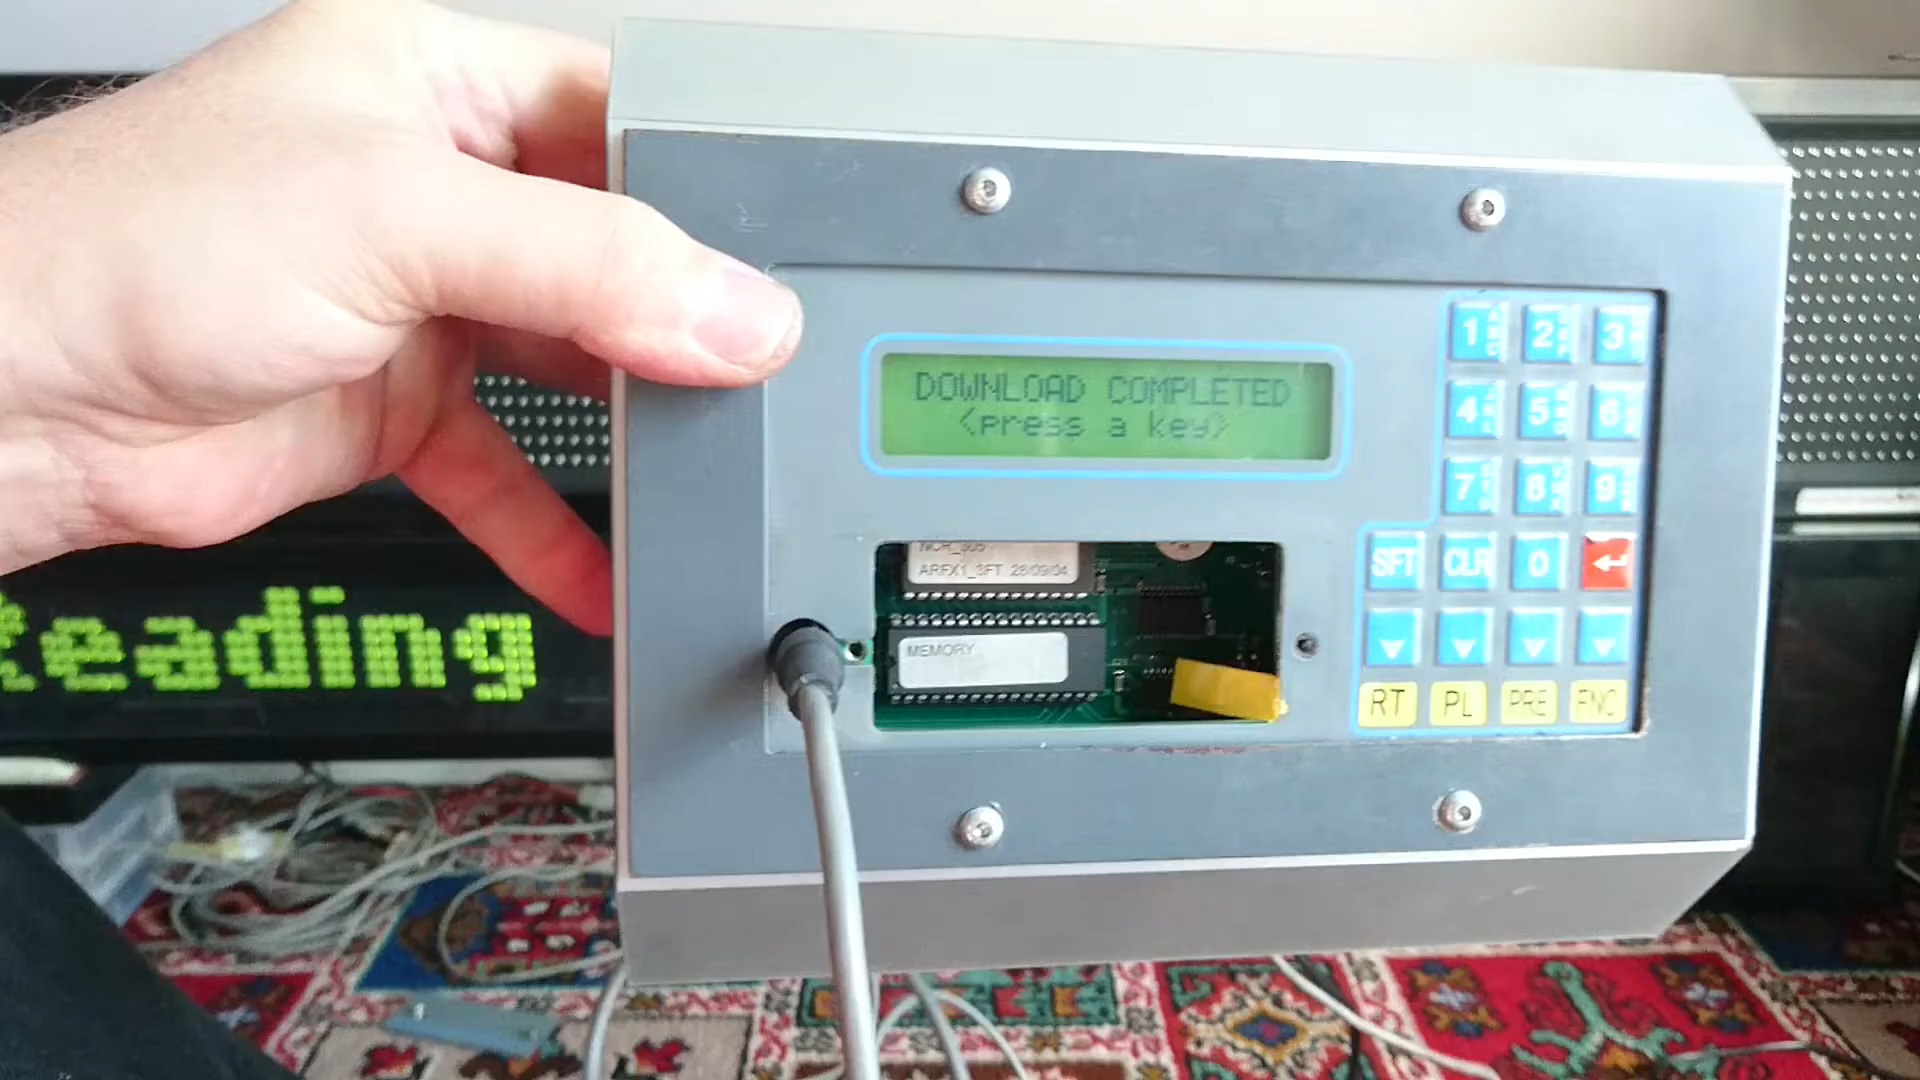 DOWNLOAD COMPLETED
<press a key>
1 2 3
4 5 6
7 8 9
SFT CLR 0
RT PL PRE FNC
ARFX1_3FT 28/09/04
MEMORY
eading